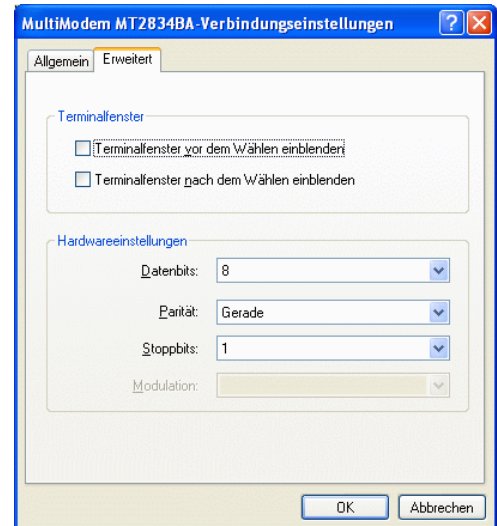 MultiModem MT2834BA-Verbindungseinstellungen
Allgemein Erweitert
Terminalfenster
Terminalfenster vor dem Wählen einblenden
Terminalfenster nach dem Wählen einblenden
Hardwareeinstellungen
Datenbits: 8
Parität: Gerade
Stoppbits: 1
Modulation:
OK Abbrechen